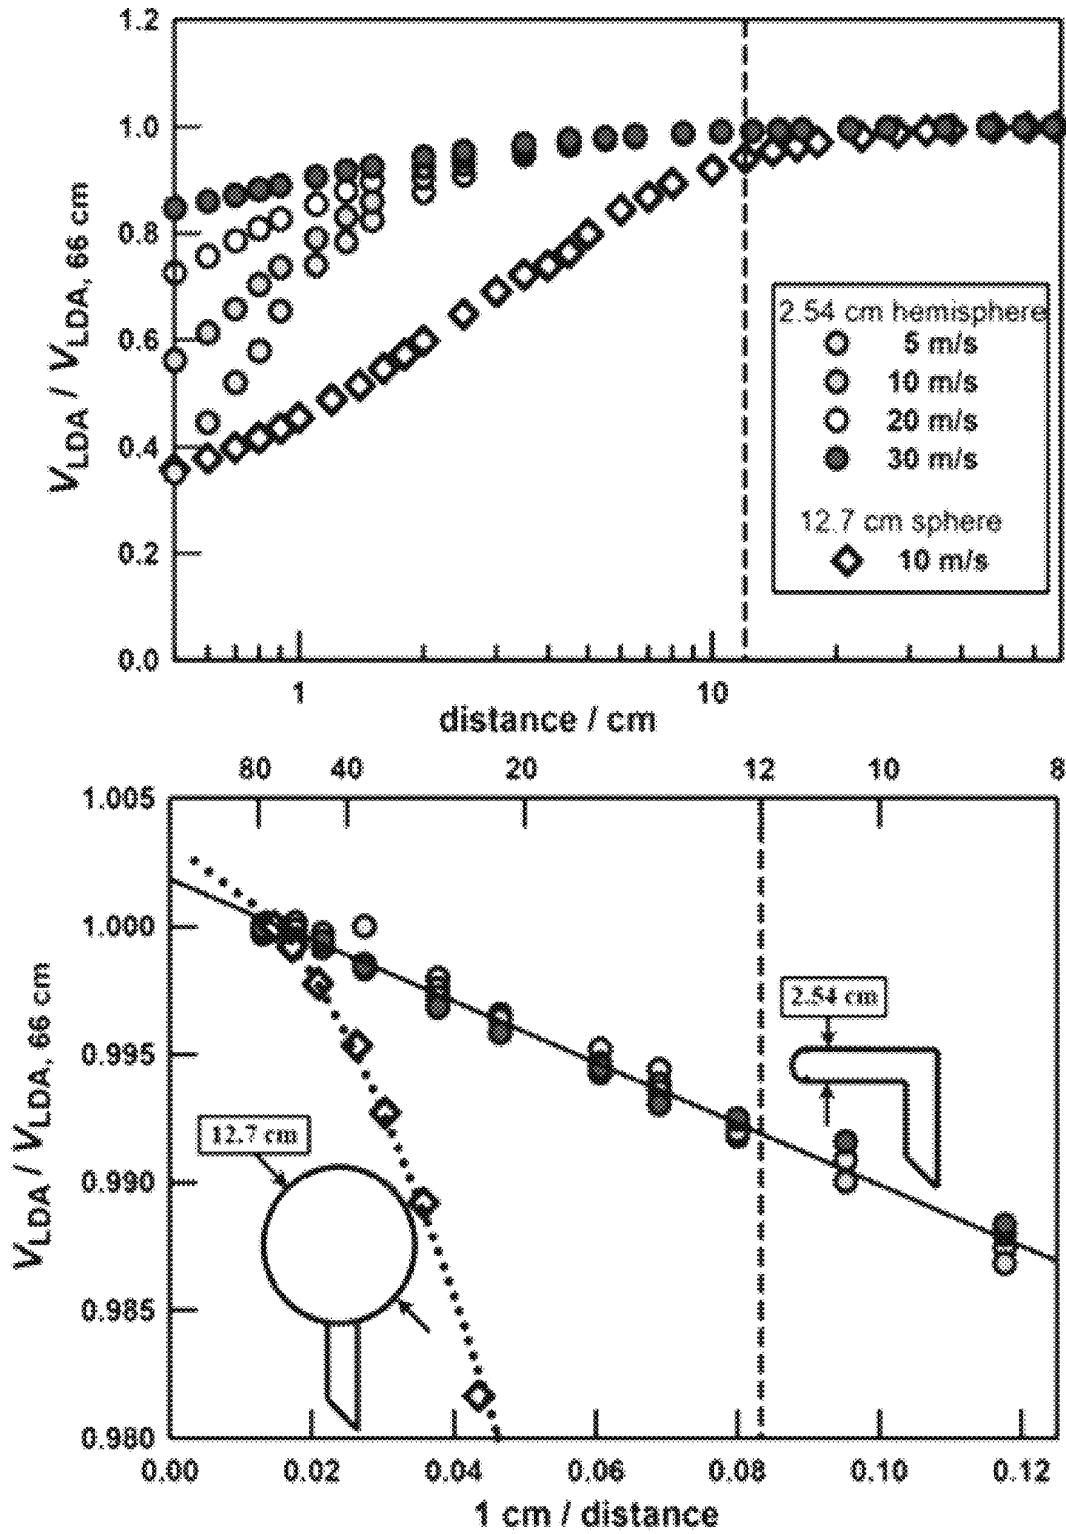 1.2
1.0
0.8
0.6
0.4
0.2
0.0
V_LDA / V_LDA, 66 cm
2.54 cm hemisphere
5 m/s
10 m/s
20 m/s
30 m/s
12.7 cm sphere
10 m/s
1 10
distance / cm
80 40 20 12 10 8
1.005
1.000
0.995
0.990
0.985
0.980
V_LDA / V_LDA, 66 cm
2.54 cm
12.7 cm
0.00 0.02 0.04 0.06 0.08 0.10 0.12
1 cm / distance